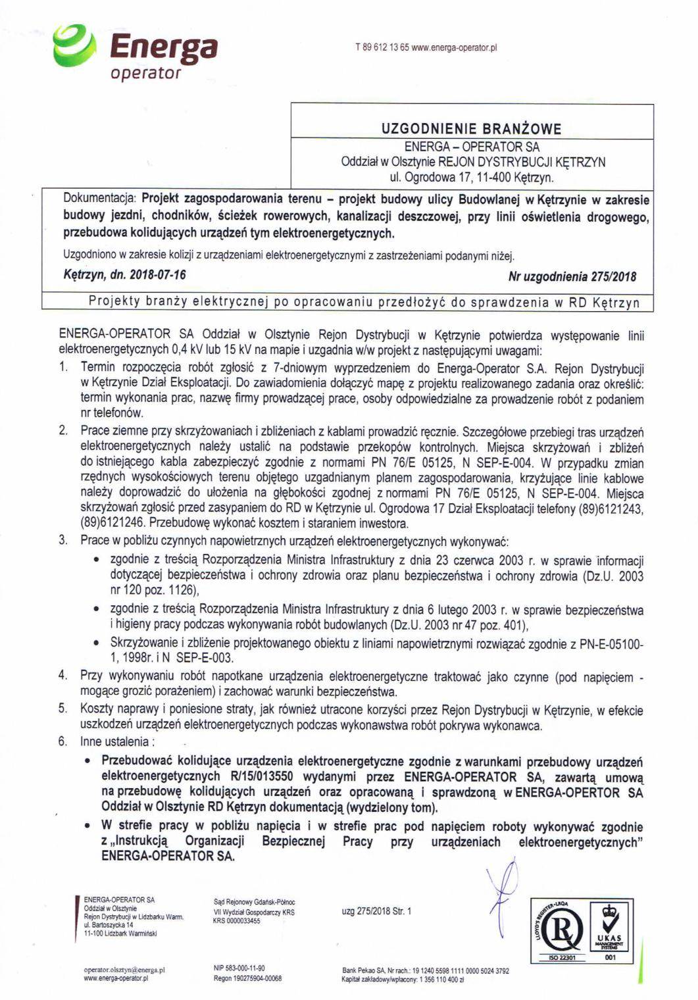 Energa
operator
T 89 612 13 65 www.energa-operator.pl
UZGODNIENIE BRANŻOWE
ENERGA – OPERATOR SA
Oddział w Olsztynie REJON DYSTRYBUCJI KĘTRZYN
ul. Ogrodowa 17, 11-400 Kętrzyn.
Dokumentacja: Projekt zagospodarowania terenu – projekt budowy ulicy Budowlanej w Kętrzynie w zakresie
budowy jezdni, chodników, ścieżek rowerowych, kanalizacji deszczowej, przy linii oświetlenia drogowego,
przebudowa kolidujących urządzeń tym elektroenergetycznych.
Uzgodniono w zakresie kolizji z urządzeniami elektroenergetycznymi z zastrzeżeniami podanymi niżej.
Kętrzyn, dn. 2018-07-16 Nr uzgodnienia 275/2018
Projekty branży elektrycznej po opracowaniu przedłożyć do sprawdzenia w RD Kętrzyn
ENERGA-OPERATOR SA Oddział w Olsztynie Rejon Dystrybucji w Kętrzynie potwierdza występowanie linii
elektroenergetycznych 0,4 kV lub 15 kV na mapie i uzgadnia w/w projekt z następującymi uwagami:
1. Termin rozpoczęcia robót zgłosić z 7-dniowym wyprzedzeniem do Energa-Operator S.A. Rejon Dystrybucji
w Kętrzynie Dział Eksploatacji. Do zawiadomienia dołączyć mapę z projektu realizowanego zadania oraz określić:
termin wykonania prac, nazwę firmy prowadzącej prace, osoby odpowiedzialne za prowadzenie robót z podaniem
nr telefonów.
2. Prace ziemne przy skrzyżowaniach i zbliżeniach z kablami prowadzić ręcznie. Szczegółowe przebiegi tras urządzeń
elektroenergetycznych należy ustalić na podstawie przekopów kontrolnych. Miejsca skrzyżowań i zbliżeń
do istniejącego kabla zabezpieczyć zgodnie z normami PN 76/E 05125, N SEP-E-004. W przypadku zmian
rzędnych wysokościowych terenu objętego uzgadnianym planem zagospodarowania, krzyżujące linie kablowe
należy doprowadzić do ułożenia na głębokości zgodnej z normami PN 76/E 05125, N SEP-E-004. Miejsca
skrzyżowań zgłosić przed zasypaniem do RD w Kętrzynie ul. Ogrodowa 17 Dział Eksploatacji telefony (89)6121243,
(89)6121246. Przebudowę wykonać kosztem i staraniem inwestora.
3. Prace w pobliżu czynnych napowietrznych urządzeń elektroenergetycznych wykonywać:
• zgodnie z treścią Rozporządzenia Ministra Infrastruktury z dnia 23 czerwca 2003 r. w sprawie informacji
dotyczącej bezpieczeństwa i ochrony zdrowia oraz planu bezpieczeństwa i ochrony zdrowia (Dz.U. 2003
nr 120 poz. 1126),
• zgodnie z treścią Rozporządzenia Ministra Infrastruktury z dnia 6 lutego 2003 r. w sprawie bezpieczeństwa
i higieny pracy podczas wykonywania robót budowlanych (Dz.U. 2003 nr 47 poz. 401),
• Skrzyżowanie i zbliżenie projektowanego obiektu z liniami napowietrznymi rozwiązać zgodnie z PN-E-05100-
1, 1998r. i N SEP-E-003.
4. Przy wykonywaniu robót napotkane urządzenia elektroenergetyczne traktować jako czynne (pod napięciem -
mogące grozić porażeniem) i zachować warunki bezpieczeństwa.
5. Koszty naprawy i poniesione straty, jak również utracone korzyści przez Rejon Dystrybucji w Kętrzynie, w efekcie
uszkodzeń urządzeń elektroenergetycznych podczas wykonawstwa robót pokrywa wykonawca.
6. Inne ustalenia :
• Przebudować kolidujące urządzenia elektroenergetyczne zgodnie z warunkami przebudowy urządzeń
elektroenergetycznych R/15/013550 wydanymi przez ENERGA-OPERATOR SA, zawartą umową
na przebudowę kolidujących urządzeń oraz opracowaną i sprawdzoną w ENERGA-OPERTOR SA
Oddział w Olsztynie RD Kętrzyn dokumentacją (wydzielony tom).
• W strefie pracy w pobliżu napięcia i w strefie prac pod napięciem roboty wykonywać zgodnie
z „Instrukcją Organizacji Bezpiecznej Pracy przy urządzeniach elektroenergetycznych”
ENERGA-OPERATOR SA.
ENERGA-OPERATOR SA
Oddział w Olsztynie
Rejon Dystrybucji w Lidzbarku Warm.
ul. Bartoszycka 14
11-100 Lidzbark Warmiński
operator.olsztyn@energa.pl
www.energa-operator.pl
Sąd Rejonowy Gdańsk-Północ
VII Wydział Gospodarczy KRS
KRS 0000033455
NIP 583-000-11-90
Regon 190275904-00068
uzg 275/2018 Str. 1
Bank Pekao SA, Nr rach.: 19 1240 5598 1111 0000 5024 3792
Kapitał zakładowy/wpłacony: 1 356 110 400 zł
LLOYD'S REGISTER • LRQA
R
ISO 22301
UKAS
MANAGEMENT
SYSTEMS
001